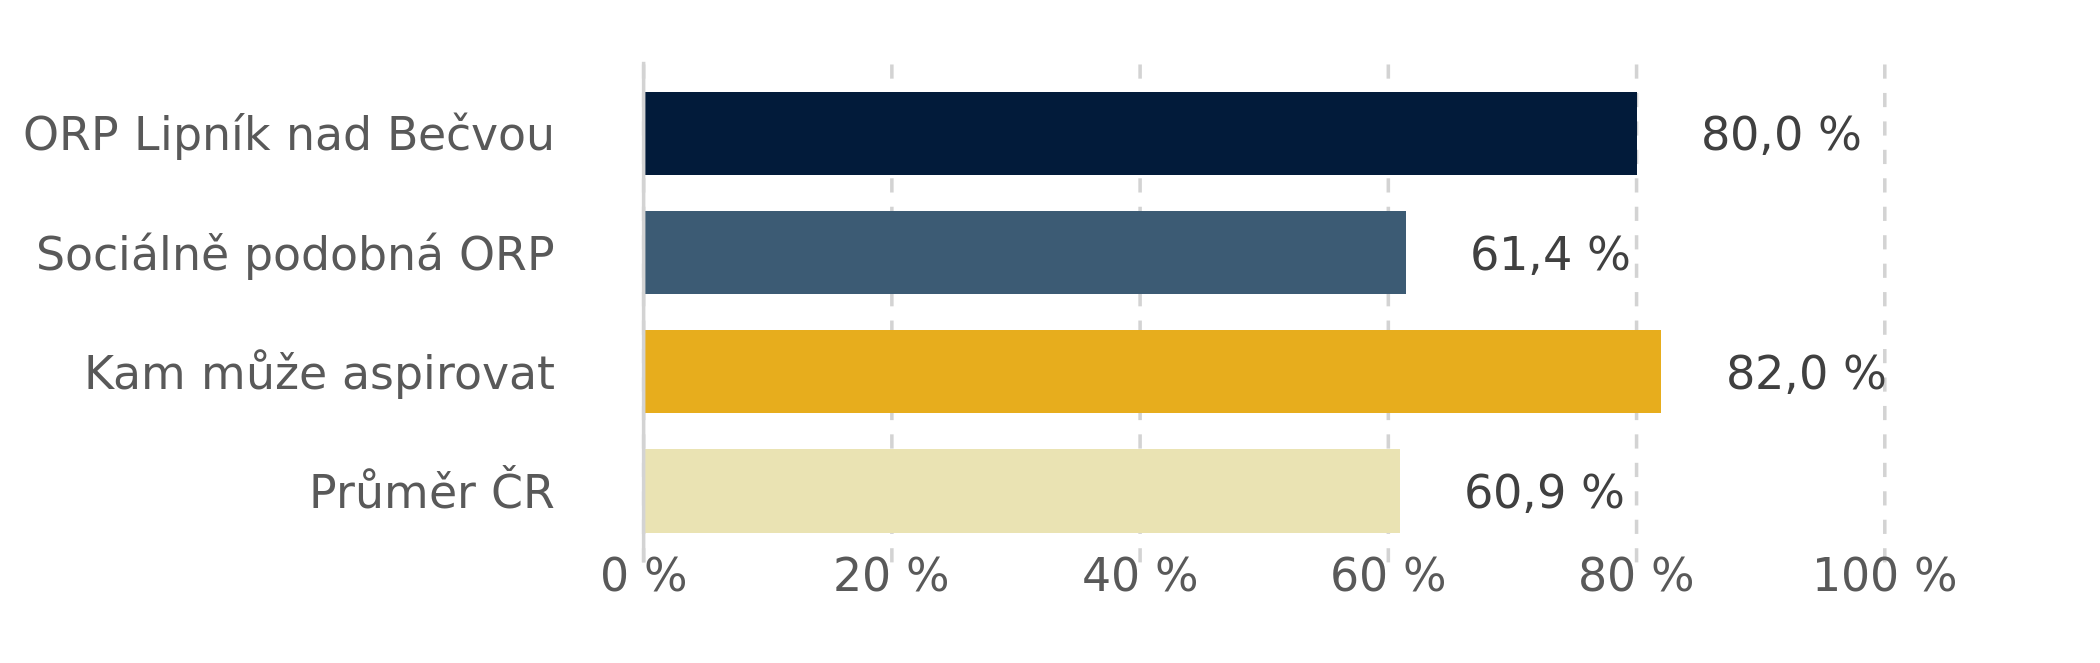 ORP Lipník nad Bečvou 80,0 %
Sociálně podobná ORP 61,4 %
Kam může aspirovat 82,0 %
Průměr ČR 60,9 %
0 % 20 % 40 % 60 % 80 % 100 %